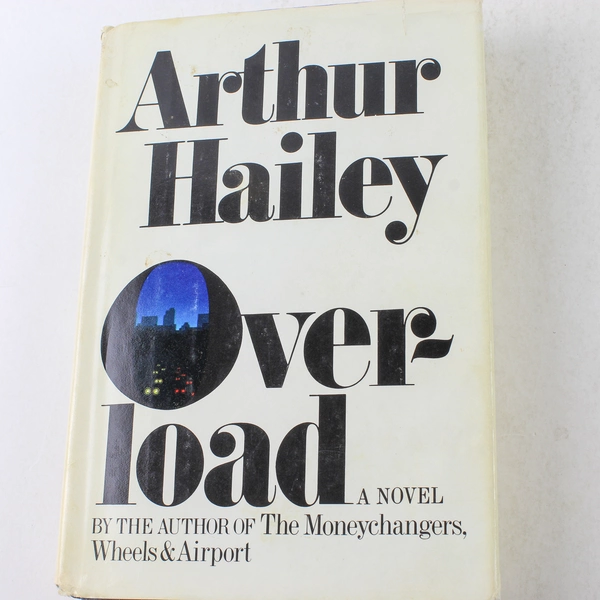 Arthur
Hailey
Over-
load
A NOVEL
BY THE AUTHOR OF The Moneychangers,
Wheels & Airport